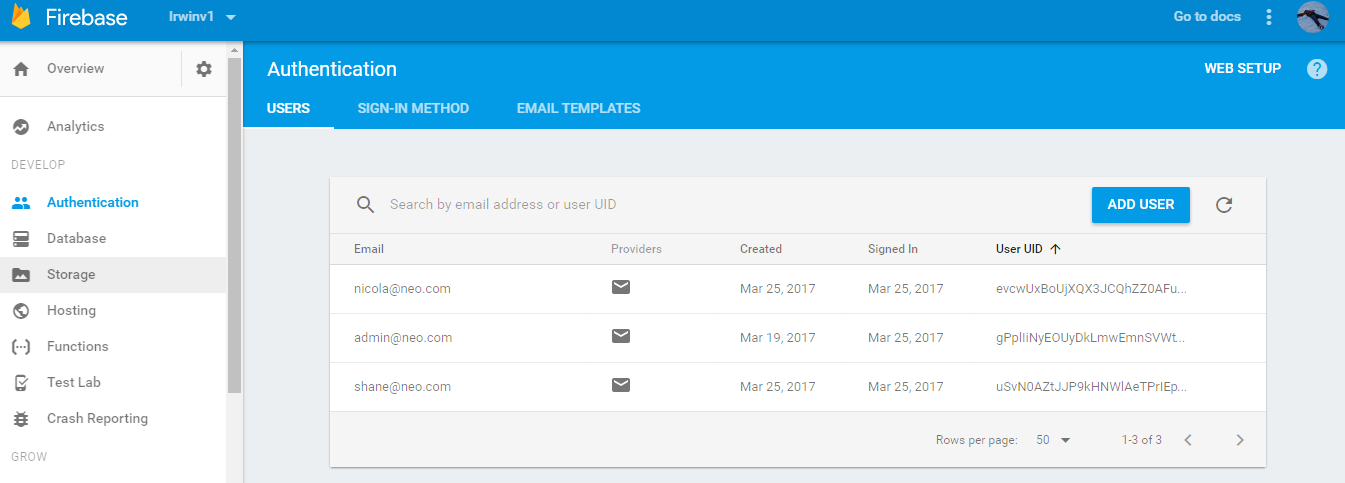 Firebase Irwinv1 Go to docs
Overview
Authentication WEB SETUP ?
USERS SIGN-IN METHOD EMAIL TEMPLATES
Analytics
DEVELOP
Authentication
Database
Storage
Hosting
Functions
Test Lab
Crash Reporting
GROW
Search by email address or user UID ADD USER
Email Providers Created Signed In User UID
nicola@neo.com Mar 25, 2017 Mar 25, 2017 evcwUxBoUjXQX3JCQhZZ0AFu...
admin@neo.com Mar 19, 2017 Mar 25, 2017 gPplIiNyEOUyDkLmwEmnSVWt...
shane@neo.com Mar 25, 2017 Mar 25, 2017 uSvN0AZtJJP9kHNWlAeTPrIEp...
Rows per page: 50 1-3 of 3